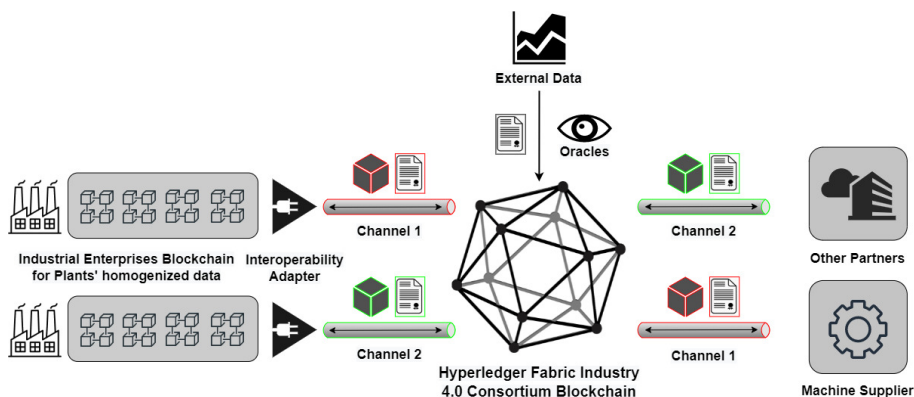 External Data
Oracles
Channel 1
Channel 2
Industrial Enterprises Blockchain
for Plants' homogenized data
Interoperability
Adapter
Other Partners
Channel 2
Channel 1
Hyperledger Fabric Industry
4.0 Consortium Blockchain
Machine Supplier